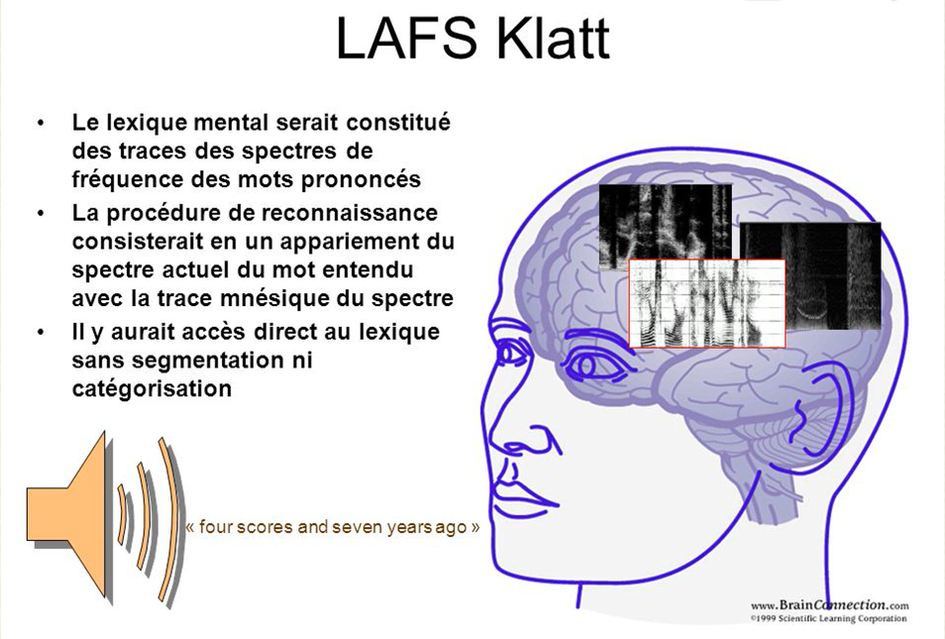 LAFS Klatt
• Le lexique mental serait constitué
des traces des spectres de
fréquence des mots prononcés
• La procédure de reconnaissance
consisterait en un appariement du
spectre actuel du mot entendu
avec la trace mnésique du spectre
• Il y aurait accès direct au lexique
sans segmentation ni
catégorisation
« four scores and seven years ago »
www.BrainConnection.com
©1999 Scientific Learning Corporation